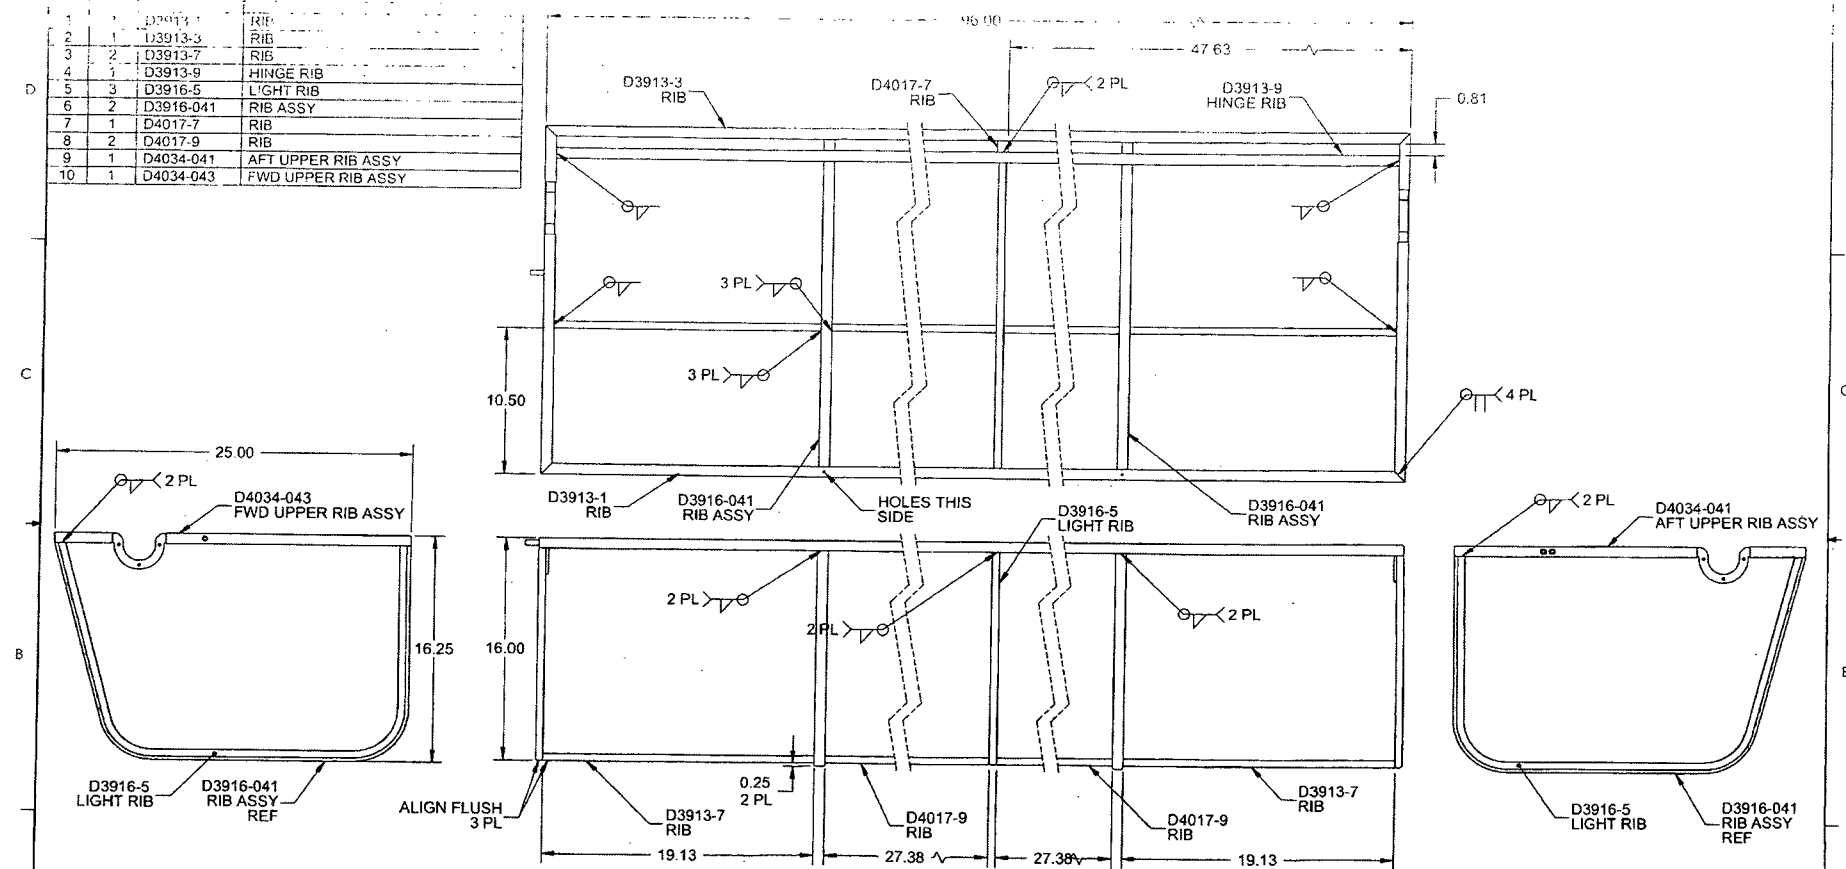 1 D3913-1 RIB
2 1 D3913-3 RIB
3 2 D3913-7 RIB
4 1 D3913-9 HINGE RIB
5 3 D3916-5 LIGHT RIB
6 2 D3916-041 RIB ASSY
7 1 D4017-7 RIB
8 2 D4017-9 RIB
9 1 D4034-041 AFT UPPER RIB ASSY
10 1 D4034-043 FWD UPPER RIB ASSY
96.00
47.63
D
D3913-3
RIB
D4017-7
RIB
2 PL
D3913-9
HINGE RIB
0.81
3 PL
3 PL
C
10.50
4 PL
25.00
2 PL
D4034-043
FWD UPPER RIB ASSY
D3913-1
RIB
D3916-041
RIB ASSY
HOLES THIS
SIDE
D3916-5
LIGHT RIB
D3916-041
RIB ASSY
2 PL
D4034-041
AFT UPPER RIB ASSY
B
16.25
16.00
2 PL
2 PL
2 PL
D3916-5
LIGHT RIB
D3916-041
RIB ASSY
REF
ALIGN FLUSH
3 PL
D3913-7
RIB
0.25
2 PL
D4017-9
RIB
D4017-9
RIB
D3913-7
RIB
D3916-5
LIGHT RIB
D3916-041
RIB ASSY
REF
19.13
27.38
27.38
19.13